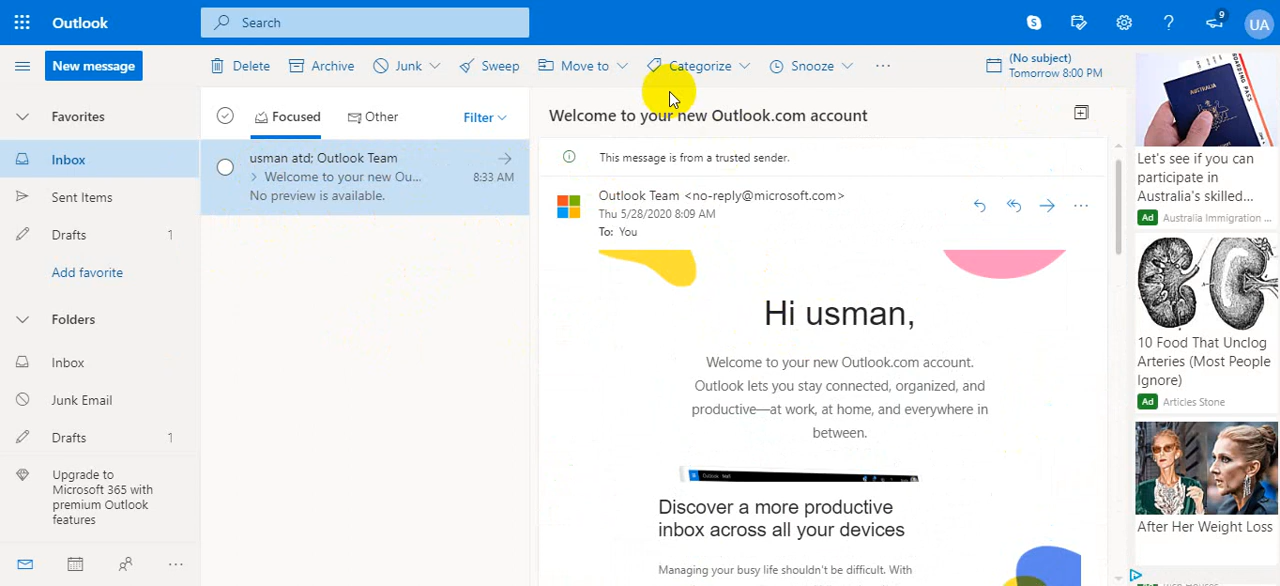 Outlook
Search
9
UA
New message
Delete
Archive
Junk
Sweep
Move to
Categorize
Snooze
(No subject)
Tomorrow 8:00 PM
Favorites
Inbox
Sent Items
Drafts 1
Add favorite
Folders
Inbox
Junk Email
Drafts 1
Upgrade to
Microsoft 365 with
premium Outlook
features
Focused
Other
Filter
usman atd; Outlook Team
Welcome to your new Ou... 8:33 AM
No preview is available.
Welcome to your new Outlook.com account
This message is from a trusted sender.
Outlook Team <no-reply@microsoft.com>
Thu 5/28/2020 8:09 AM
To: You
Hi usman,
Welcome to your new Outlook.com account.
Outlook lets you stay connected, organized, and
productive—at work, at home, and everywhere in
between.
Discover a more productive
inbox across all your devices
Managing your busy life shouldn't be difficult. With
AUSTRALIA
BOARDING PASS
Let's see if you can
participate in
Australia's skilled...
Ad Australia Immigration ...
10 Food That Unclog
Arteries (Most People
Ignore)
Ad Articles Stone
After Her Weight Loss